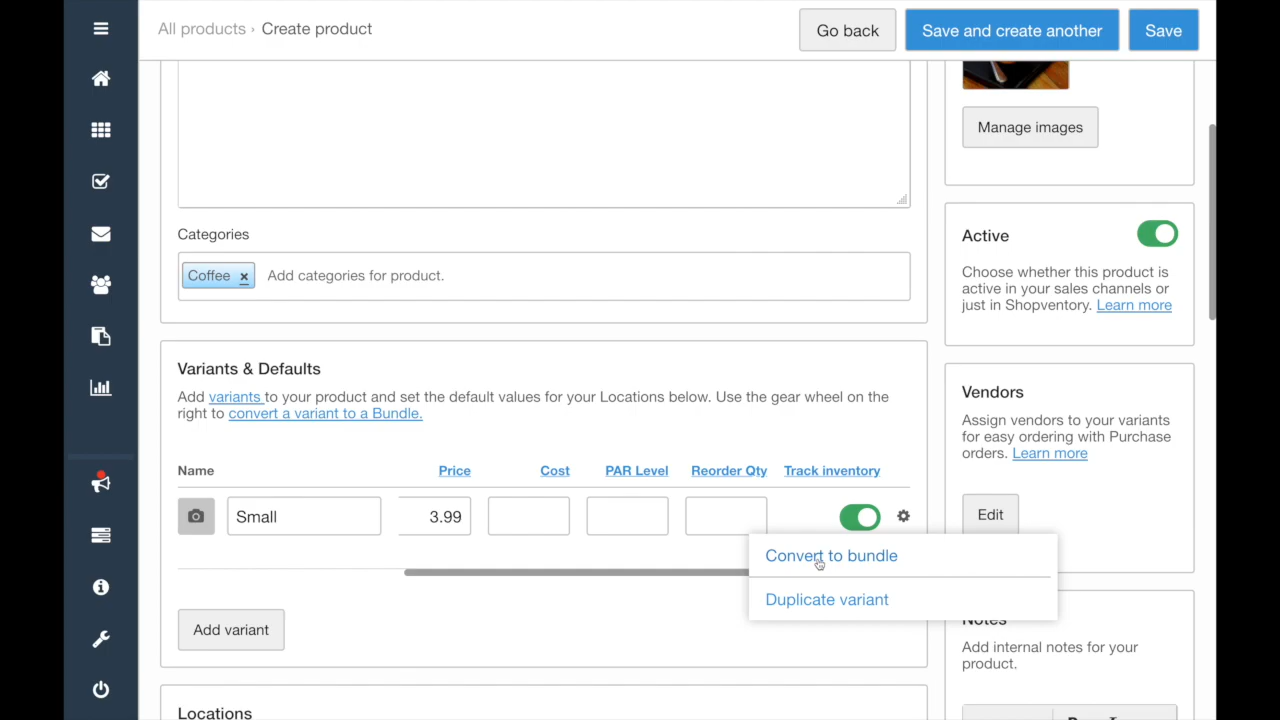 All products › Create product
Go back
Save and create another
Save
Manage images
Categories
Coffee x
Add categories for product.
Active
Choose whether this product is
active in your sales channels or
just in Shopventory. Learn more
Variants & Defaults
Add variants to your product and set the default values for your Locations below. Use the gear wheel on the
right to convert a variant to a Bundle.
Vendors
Assign vendors to your variants
for easy ordering with Purchase
orders. Learn more
Edit
Name Price Cost PAR Level Reorder Qty Track inventory
Small 3.99
Convert to bundle
Duplicate variant
Add variant
Notes
Add internal notes for your
product.
Locations